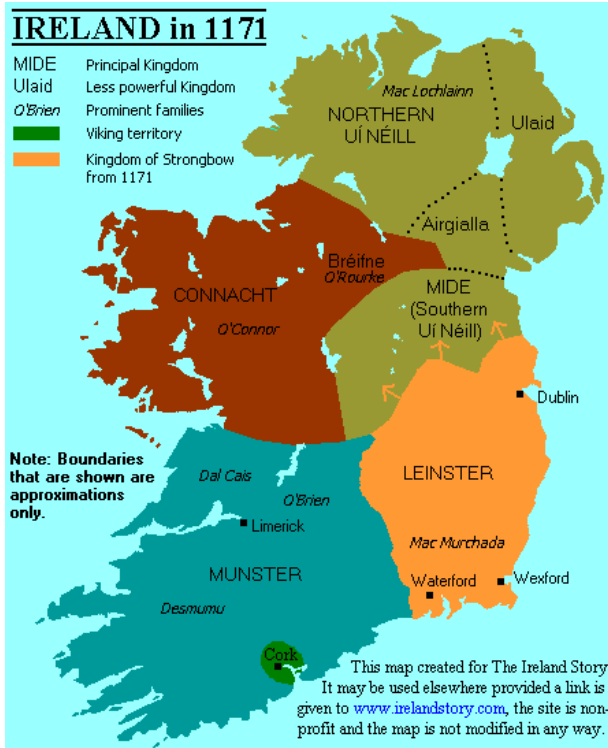 IRELAND in 1171
MIDE Principal Kingdom
Ulaid Less powerful Kingdom
O'Brien Prominent families
Viking territory
Kingdom of Strongbow
from 1171
Mac Lochlainn
NORTHERN
UÍ NÉILL
Ulaid
Airgialla
Bréifne
O'Rourke
CONNACHT
O'Connor
MIDE
(Southern
Uí Néill)
Dublin
Note: Boundaries
that are shown are
approximations
only.
Dal Cais
O'Brien
Limerick
LEINSTER
Mac Murchada
MUNSTER
Desmumu
Waterford
Wexford
Cork
This map created for The Ireland Story
It may be used elsewhere provided a link is
given to www.irelandstory.com, the site is non-
profit and the map is not modified in any way.